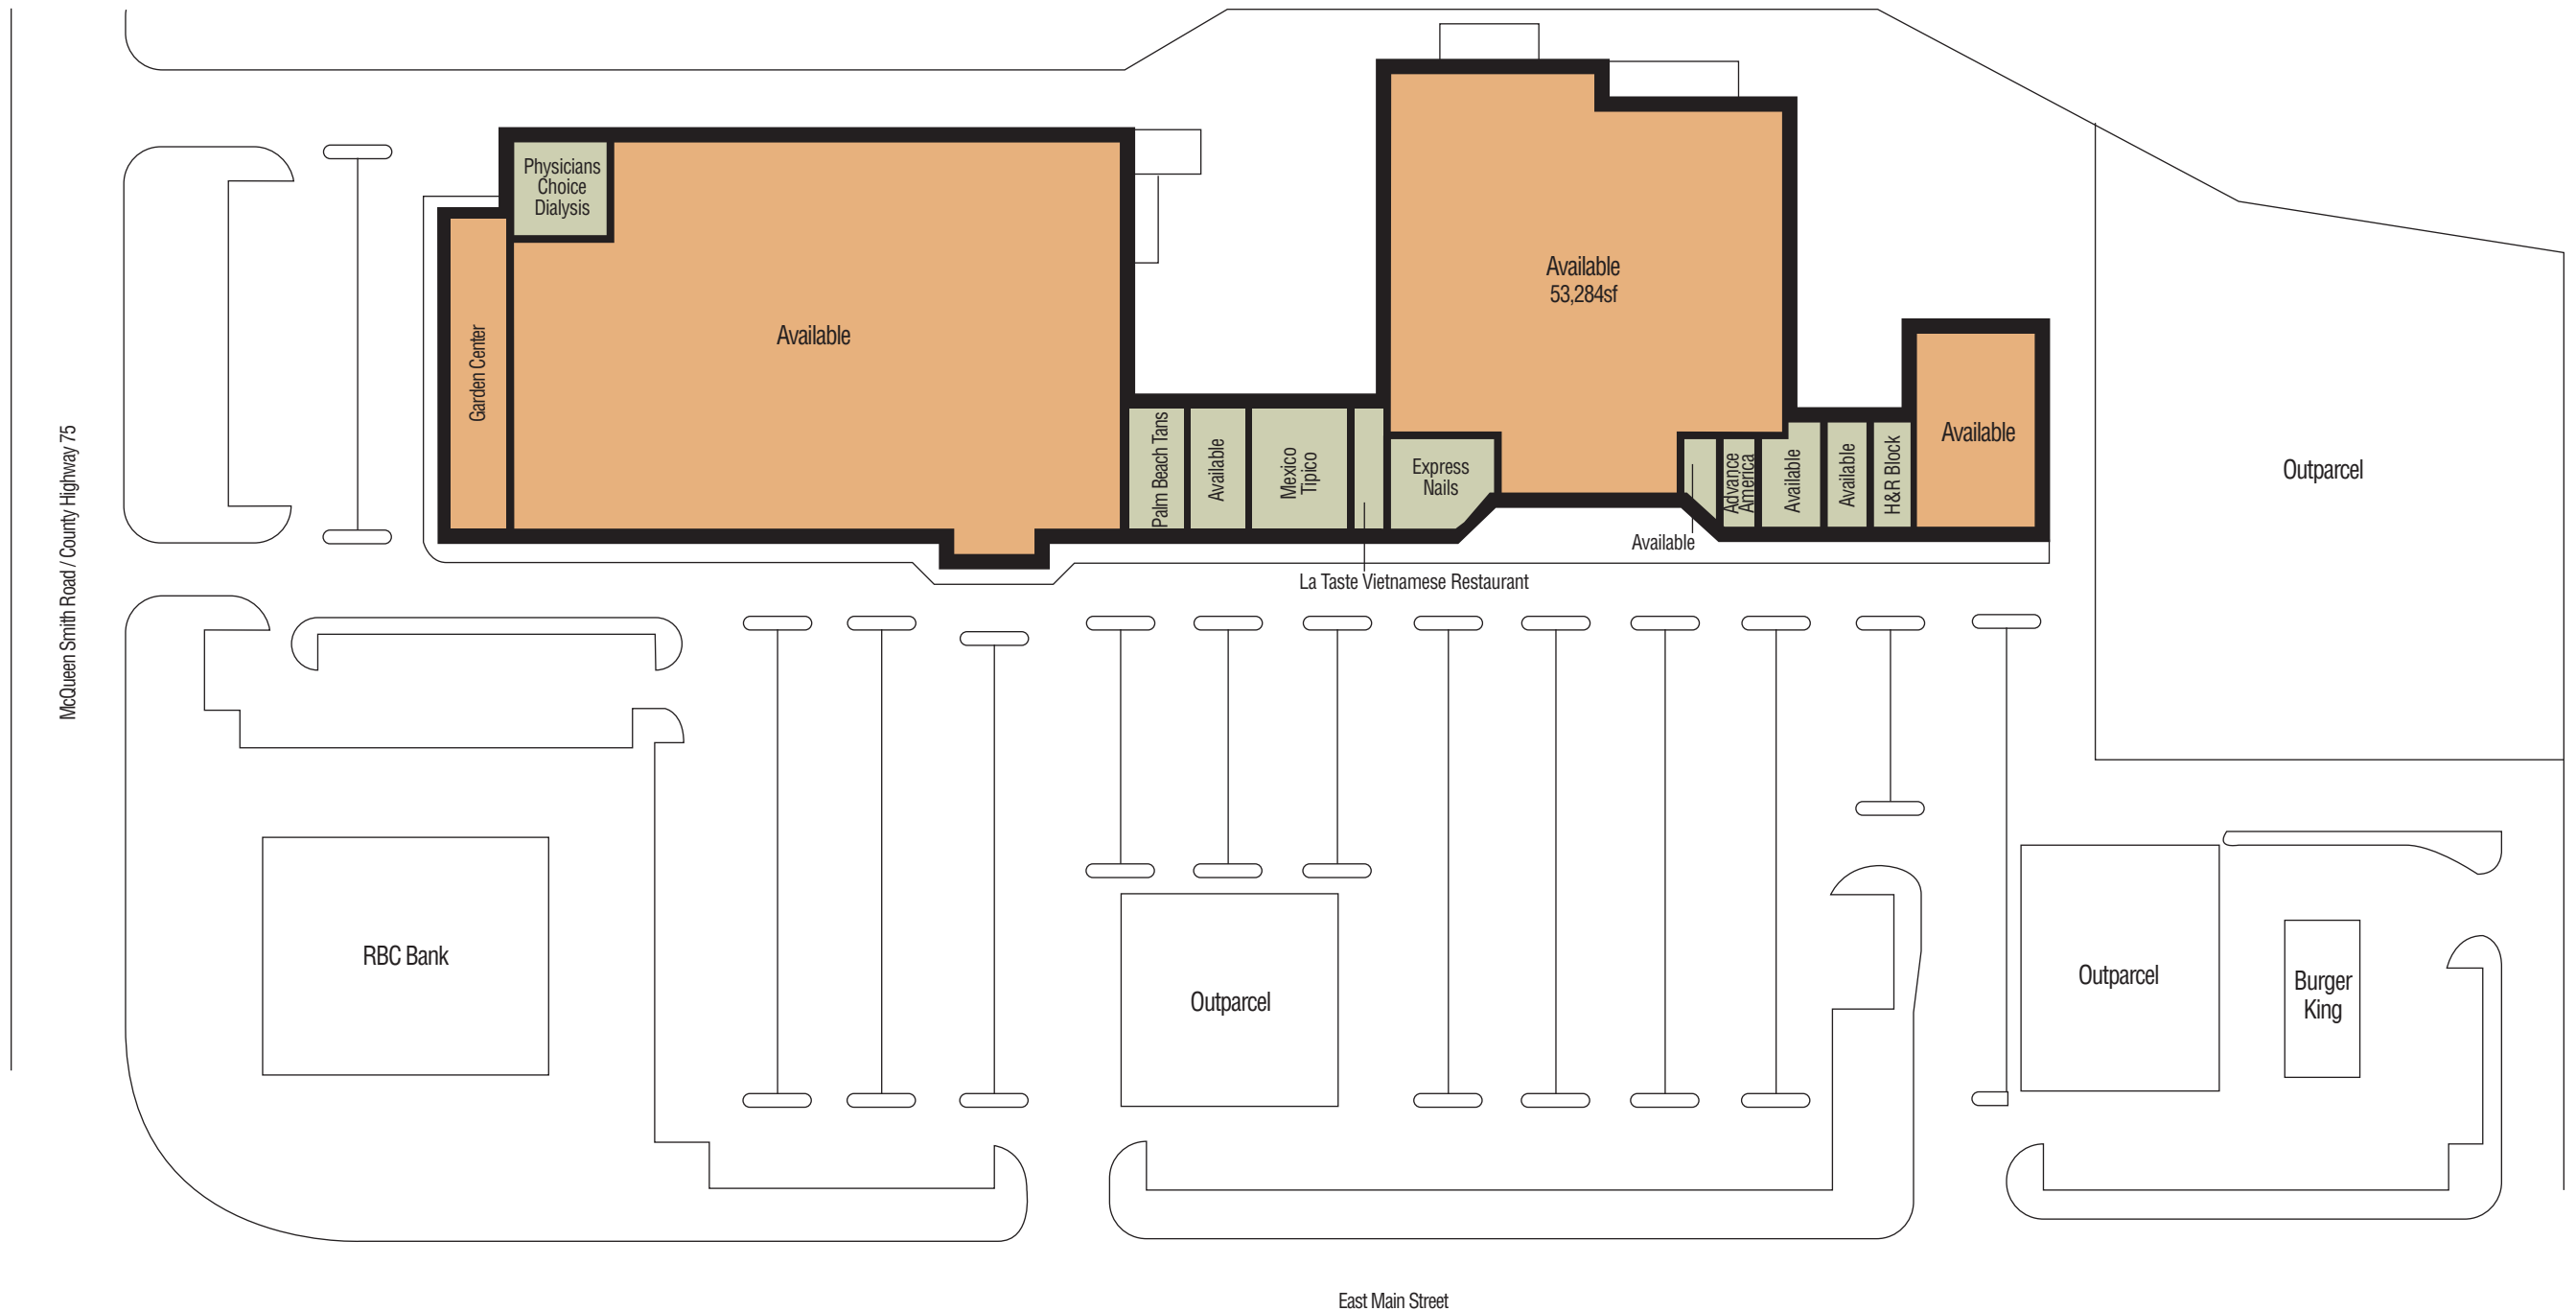 Physicians
Choice
Dialysis
Garden Center
Available
Palm Beach Tans
Available
Mexico
Tipico
La Taste Vietnamese Restaurant
Express
Nails
Available
53,284sf
Available
Advance
America
Available
Available
H&R Block
Available
Outparcel
McQueen Smith Road / County Highway 75
RBC Bank
Outparcel
Outparcel
Burger
King
East Main Street